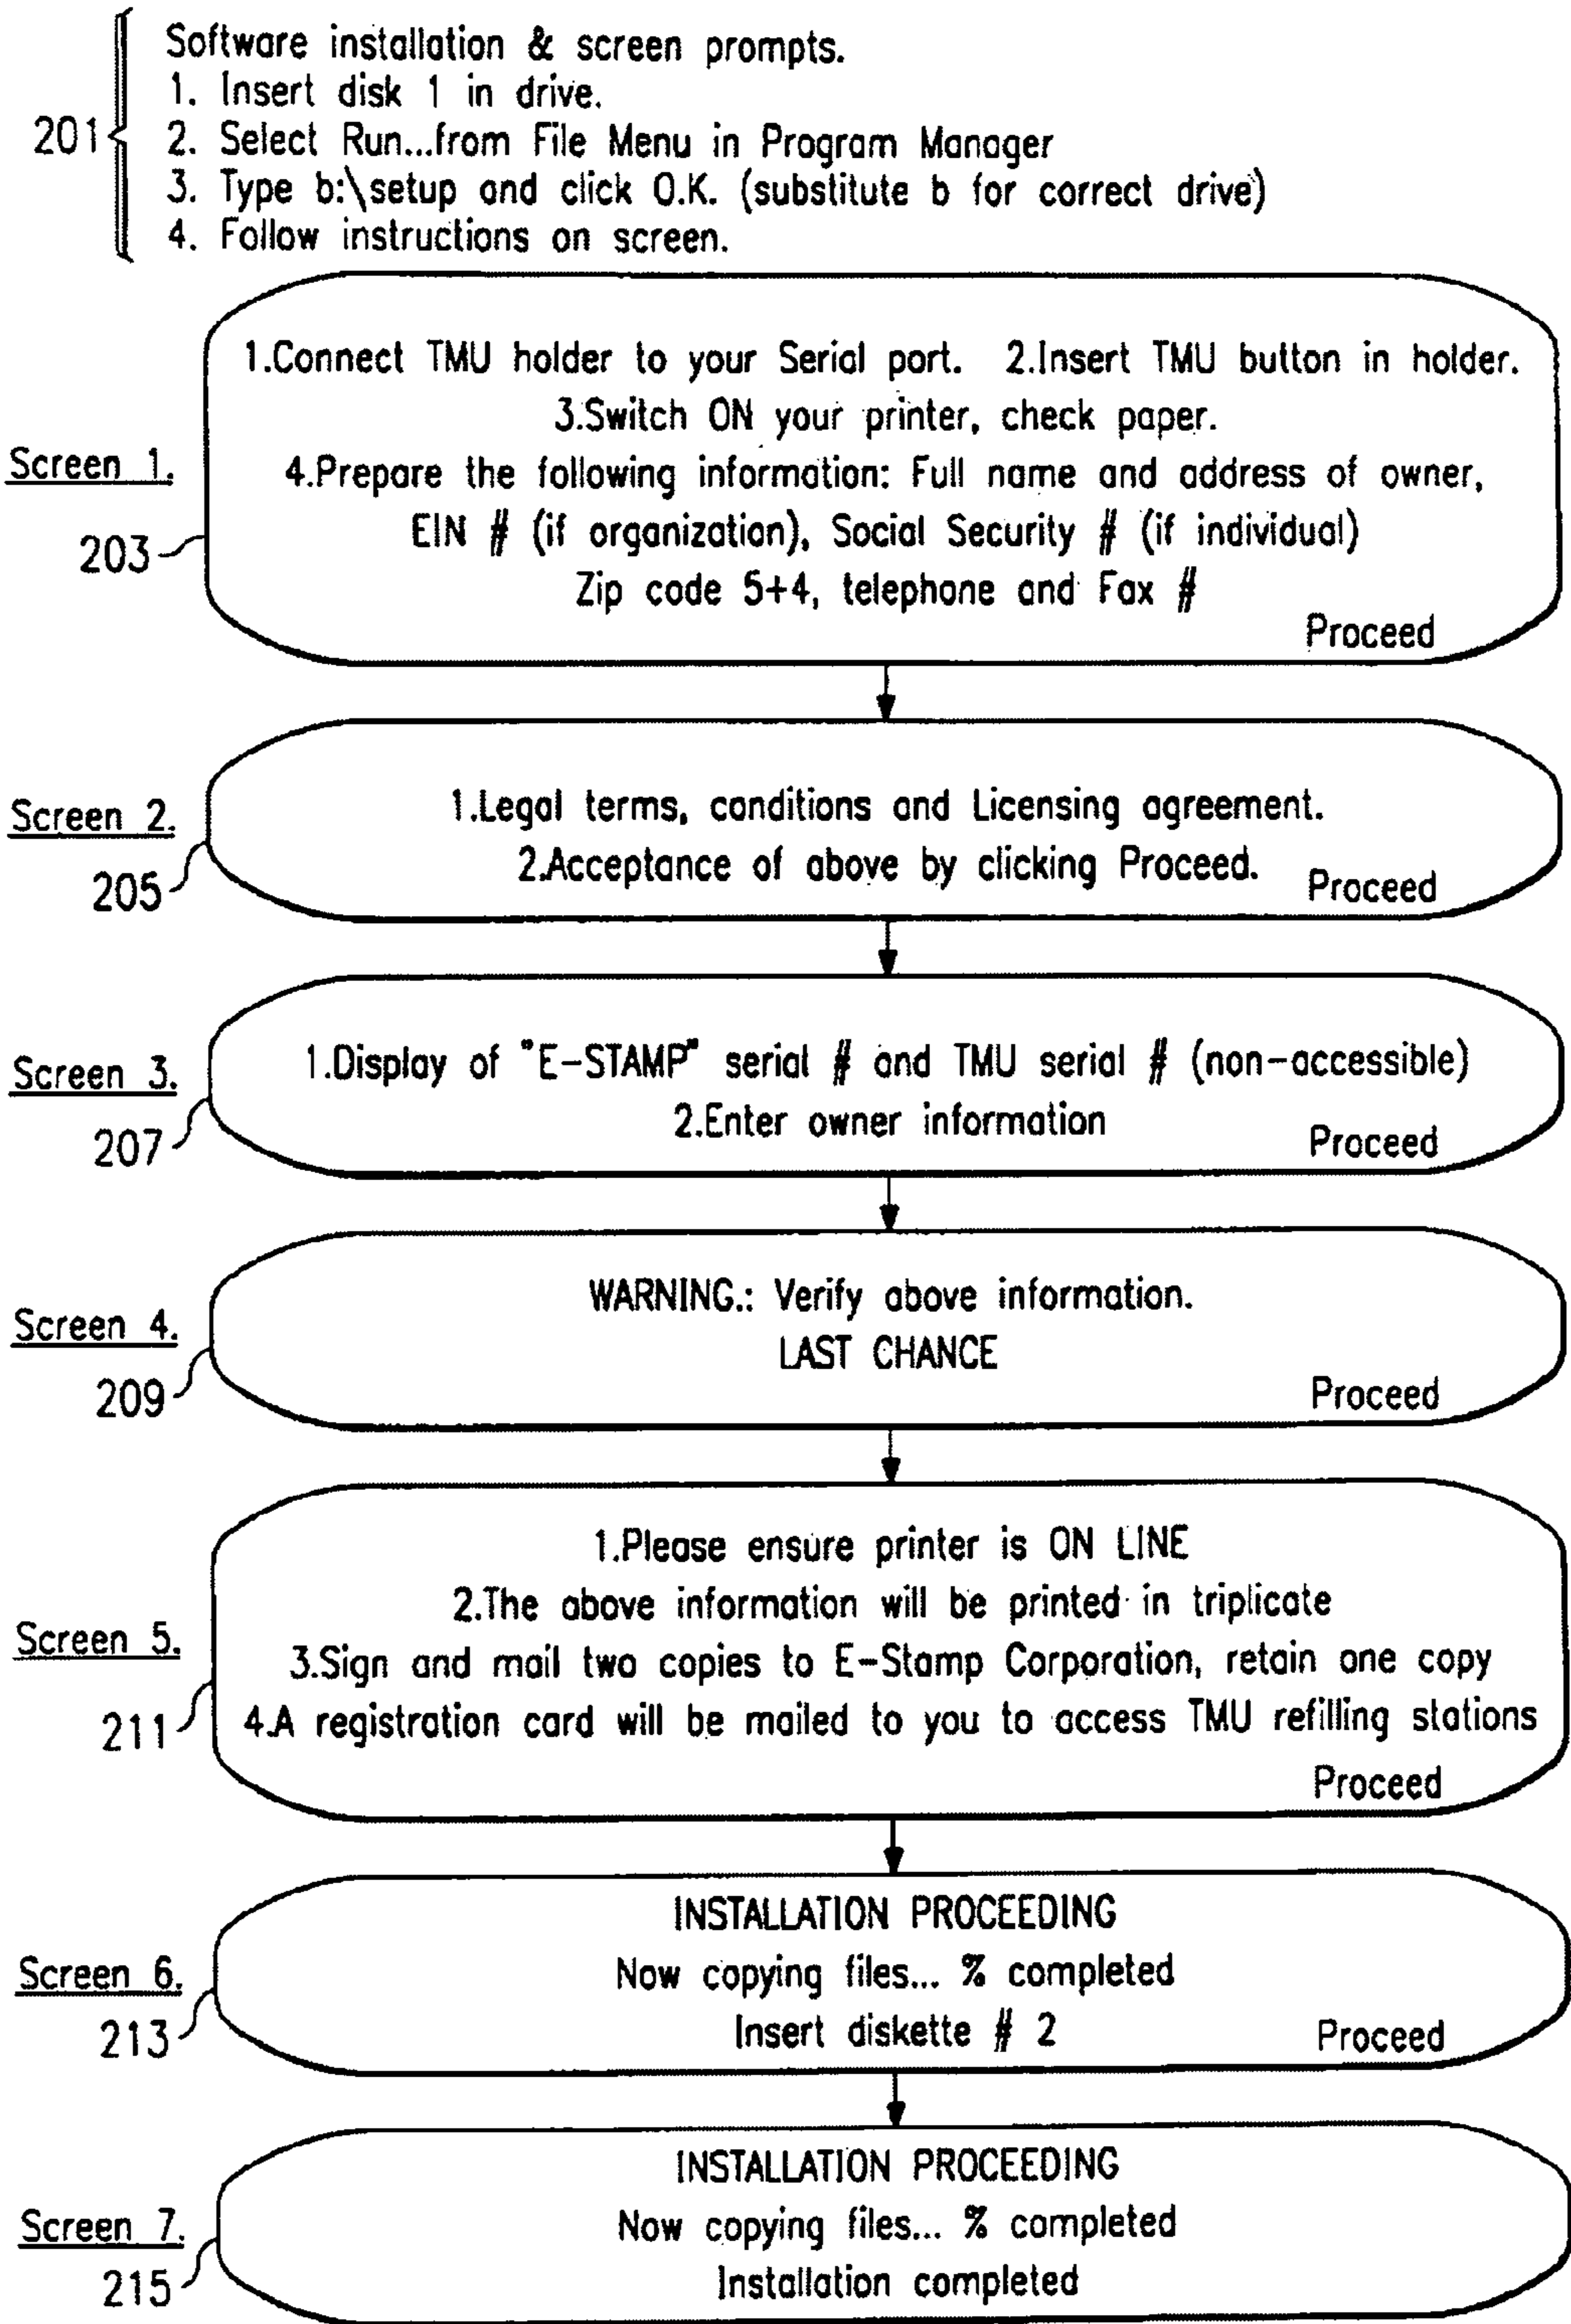 Software installation & screen prompts.
1. Insert disk 1 in drive.
201
2. Select Run...from File Menu in Program Manager
3. Type b:\setup and click O.K. (substitute b for correct drive)
4. Follow instructions on screen.
1.Connect TMU holder to your Serial port. 2.Insert TMU button in holder.
3.Switch ON your printer, check paper.
Screen 1.
4.Prepare the following information: Full name and address of owner,
EIN # (if organization), Social Security # (if individual)
203
Zip code 5+4, telephone and Fax #
Proceed
Screen 2.
1.Legal terms, conditions and Licensing agreement.
2.Acceptance of above by clicking Proceed.
Proceed
205
Screen 3.
1.Display of "E-STAMP" serial # and TMU serial # (non-accessible)
2.Enter owner information
Proceed
207
WARNING.: Verify above information.
Screen 4.
LAST CHANCE
209
Proceed
1.Please ensure printer is ON LINE
2.The above information will be printed in triplicate
Screen 5.
3.Sign and mail two copies to E-Stamp Corporation, retain one copy
211
4.A registration card will be mailed to you to access TMU refilling stations
Proceed
INSTALLATION PROCEEDING
Screen 6.
Now copying files... % completed
213
Insert diskette # 2
Proceed
INSTALLATION PROCEEDING
Screen 7.
Now copying files... % completed
215
Installation completed